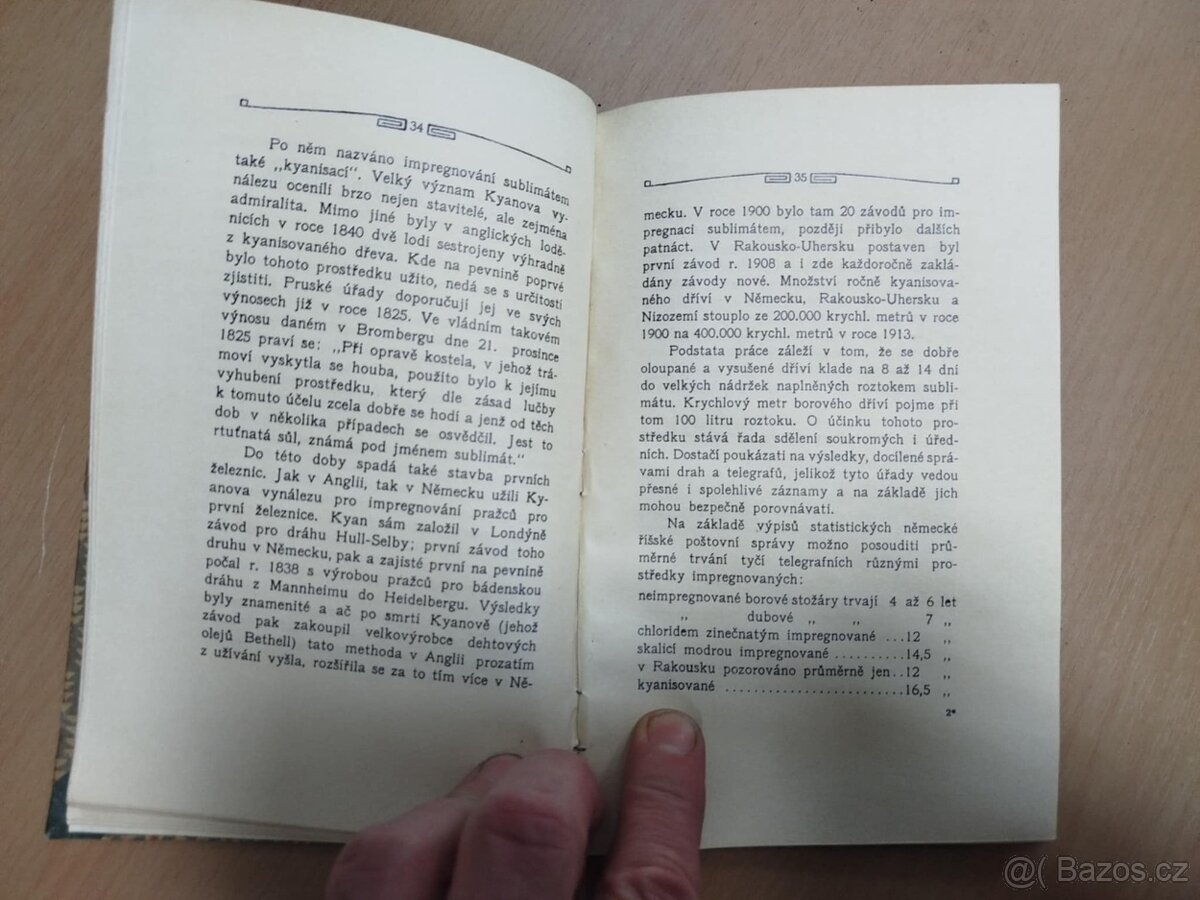 34
Po něm nazváno impregnování sublimátem
také „kyanisací“. Velký význam Kyanova vy-
nálezu ocenili brzo nejen stavitelé, ale zejména
admiralita. Mimo jiné byly v anglických lodě-
nicích v roce 1840 dvě lodi sestrojeny výhradně
z kyanisovaného dřeva. Kde na pevnině poprvé
bylo tohoto prostředku užito, nedá se s určitostí
zjistiti. Pruské úřady doporučují jej ve svých
výnosech již v roce 1825. Ve vládním takovém
výnosu daném v Brombergu dne 21. prosince
1825 praví se: „Při opravě kostela, v jehož trá-
moví vyskytla se houba, použito bylo k jejímu
vyhubení prostředku, který dle zásad lučby
k tomuto účelu zcela dobře se hodí a jenž od těch
dob v několika případech se osvědčil. Jest to
rtuťnatá sůl, známá pod jménem sublimát.“
Do této doby spadá také stavba prvních
železnic. Jak v Anglii, tak v Německu užili Ky-
anova vynálezu pro impregnování pražců pro
první železnice. Kyan sám založil v Londýně
závod pro dráhu Hull-Selby; první závod toho
druhu v Německu, pak a zajisté první na pevnině
počal r. 1838 s výrobou pražců pro bádenskou
dráhu z Mannheimu do Heidelbergu. Výsledky
byly znamenité a ač po smrti Kyanově (jehož
závod pak zakoupil velkovýrobce dehtových
olejů Bethell) tato methoda v Anglii prozatím
z užívání vyšla, rozšířila se za to tím více v Ně-
35
mecku. V roce 1900 bylo tam 20 závodů pro im-
pregnaci sublimátem, později přibylo dalších
patnáct. V Rakousko-Uhersku postaven byl
první závod r. 1908 a i zde každoročně zaklá-
dány závody nové. Množství ročně kyanisova-
ného dříví v Německu, Rakousko-Uhersku a
Nizozemí stouplo ze 200.000 krychl. metrů v roce
1900 na 400.000 krychl. metrů v roce 1913.
Podstata práce záleží v tom, že se dobře
oloupané a vysušené dříví klade na 8 až 14 dní
do velkých nádržek naplněných roztokem subli-
mátu. Krychlový metr borového dříví pojme při
tom 100 litru roztoku. O účinku tohoto pro-
středku stává řada sdělení soukromých i úřed-
ních. Dostačí poukázati na výsledky, docílené sprá-
vami drah a telegrafů, jelikož tyto úřady vedou
přesné i spolehlivé záznamy a na základě jich
mohou bezpečně porovnávati.
Na základě výpisů statistických německé
říšské poštovní správy možno posouditi prů-
měrné trvání tyčí telegrafních různými pro-
středky impregnovaných:
neimpregnované borové stožáry trvají 4 až 6 let
„ dubové „ „ 7 „
chloridem zinečnatým impregnované ...12 „
skalicí modrou impregnované ..........14,5 „
v Rakousku pozorováno průměrně jen..12 „
kyanisované ..........................16,5 „
2*
@( Bazos.cz